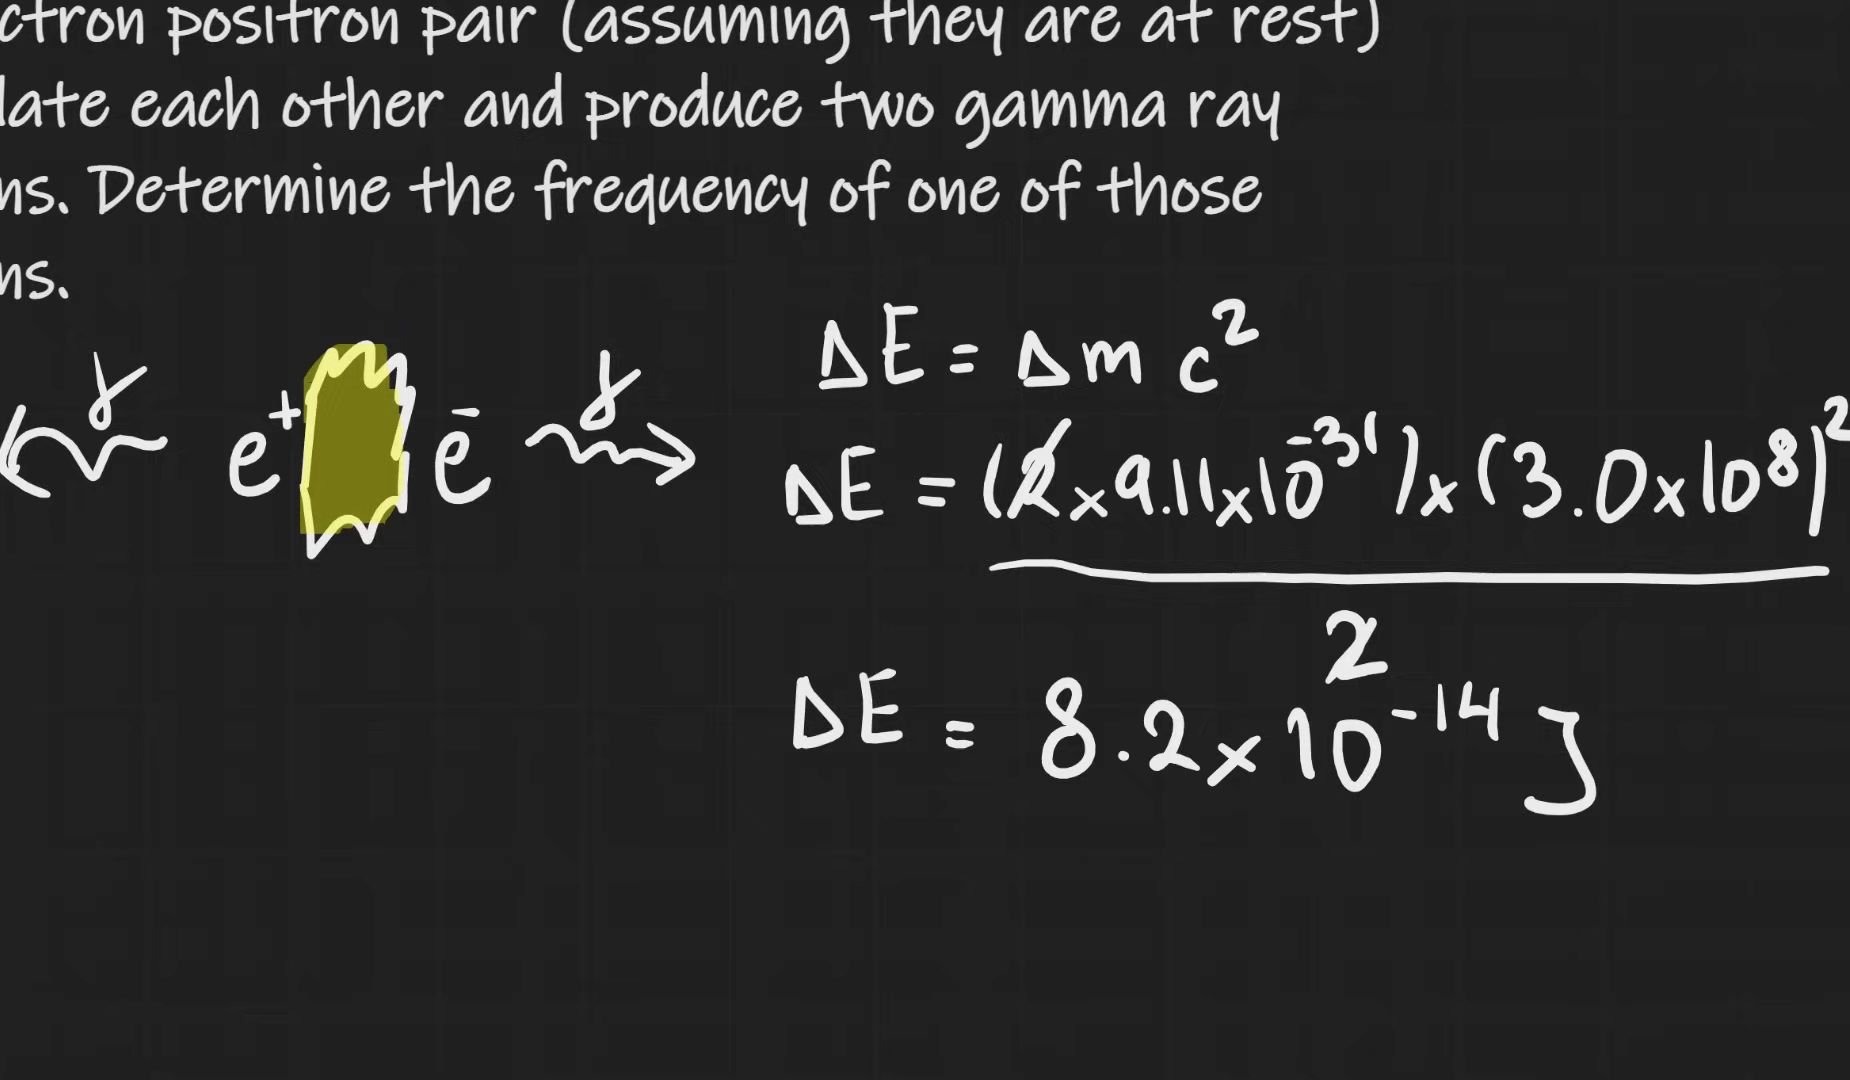 ctron positron pair (assuming they are at rest)
late each other and produce two gamma ray
ns. Determine the frequency of one of those
ns.
ΔE = Δm c²
γ e⁺ e⁻ γ
ΔE = (2×9.11×10⁻³¹)×(3.0×10⁸)²
2
ΔE = 8.2×10⁻¹⁴ J